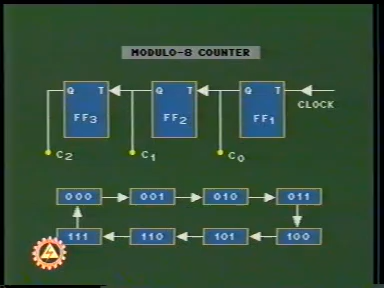 MODULO-8 COUNTER
Q T Q T Q T
FF3 FF2 FF1
CLOCK
C2 C1 C0
000 001 010 011
111 110 101 100